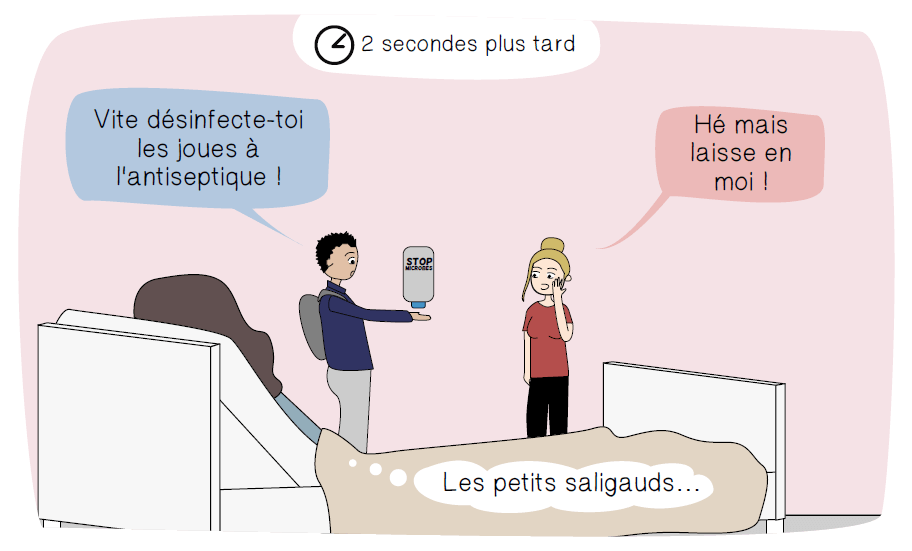 2 secondes plus tard
Vite désinfecte-toi
les joues à
l'antiseptique !
Hé mais
laisse en
moi !
STOP
MICROBES
Les petits saligauds...